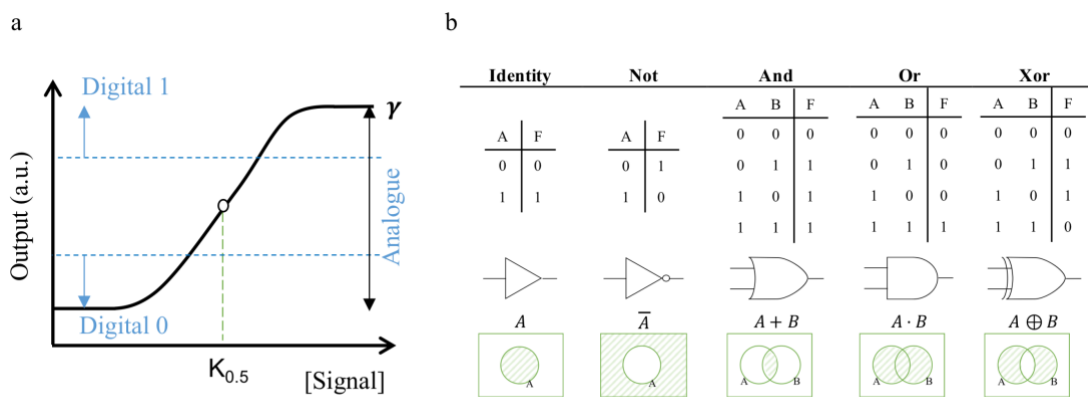 a
b
Digital 1
γ
Output (a.u.)
Analogue
Digital 0
K0.5
[Signal]
Identity Not And Or Xor
A B F A B F A B F
A F A F 0 0 0 0 0 0 0 0 0
0 0 0 1 0 1 1 0 1 0 0 1 1
1 1 1 0 1 0 1 1 0 0 1 0 1
1 1 1 1 1 1 1 1 0
A A̅ A + B A · B A ⊕ B
A A A B A B A B